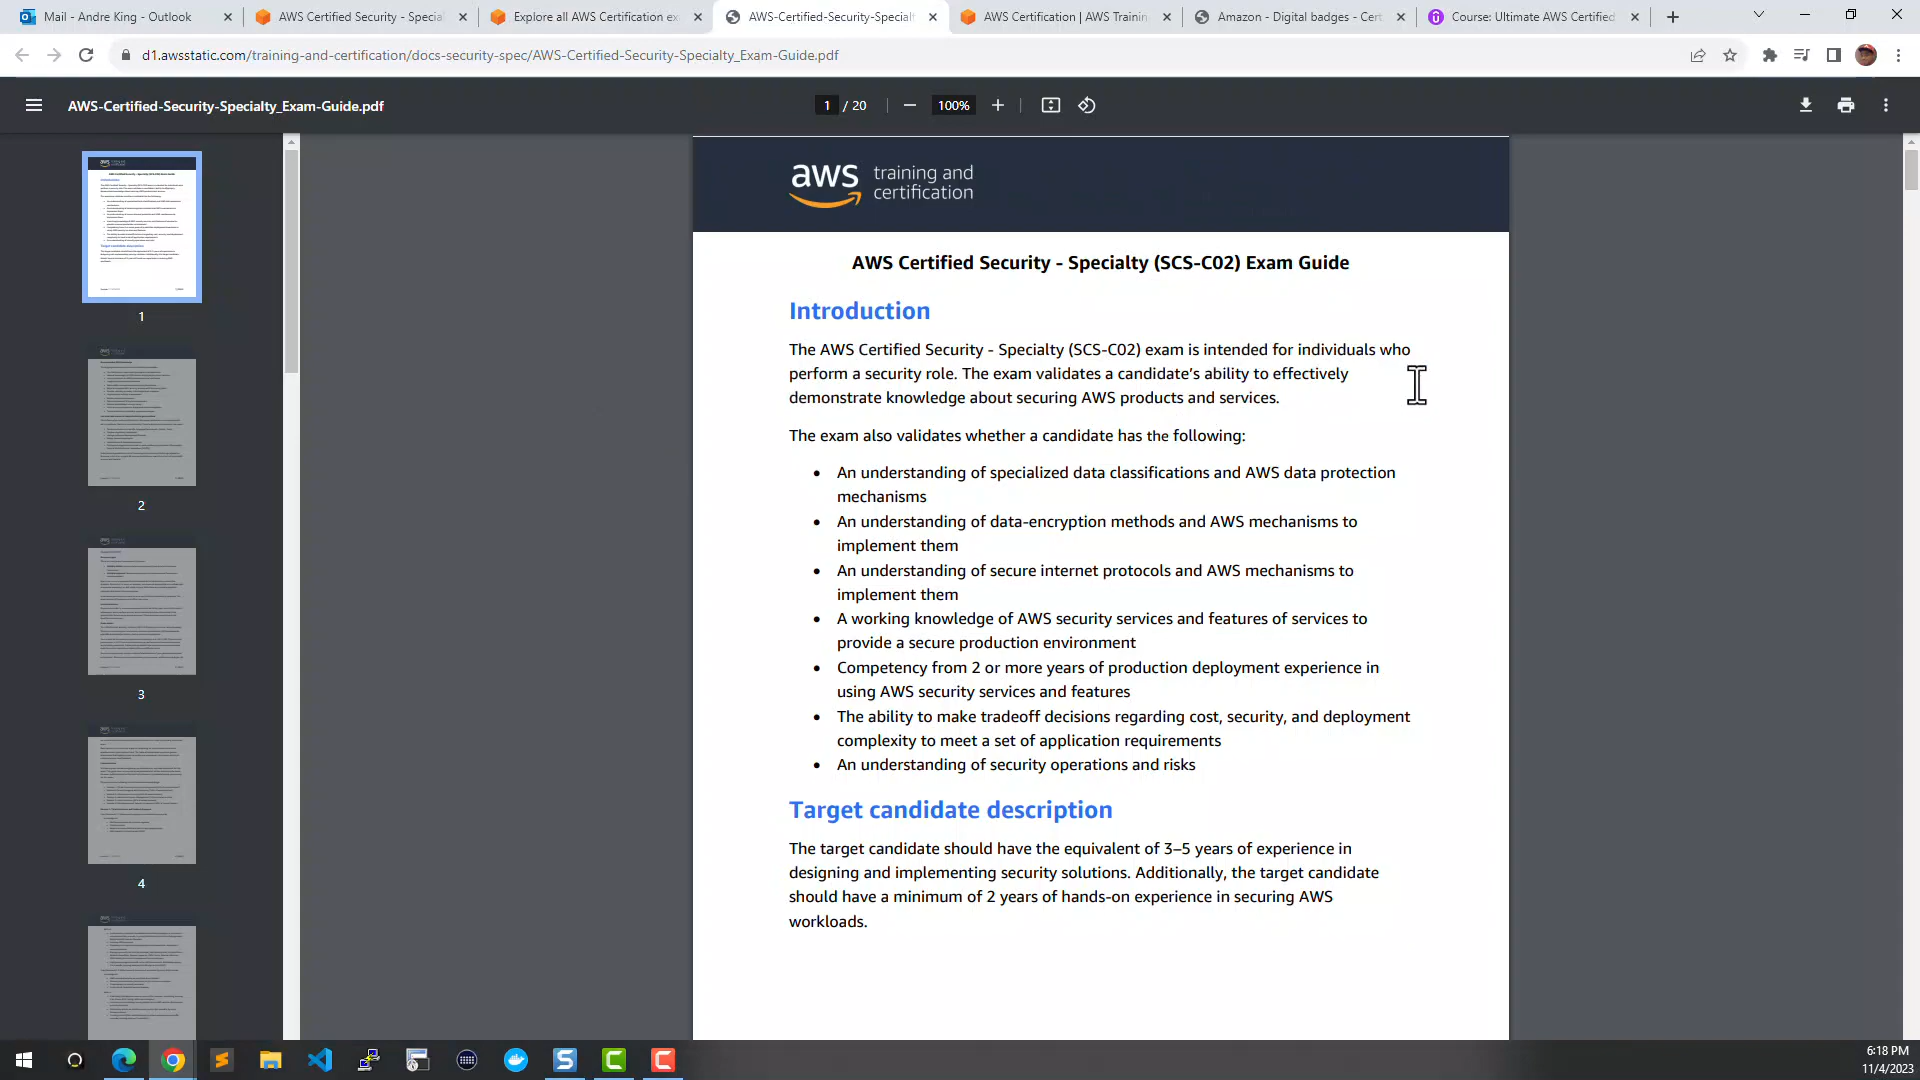 Mail - Andre King - Outlook
AWS Certified Security - Specia
Explore all AWS Certification ex
AWS-Certified-Security-Specialt
AWS Certification | AWS Trainin
Amazon - Digital badges - Cert
Course: Ultimate AWS Certified
d1.awsstatic.com/training-and-certification/docs-security-spec/AWS-Certified-Security-Specialty_Exam-Guide.pdf
AWS-Certified-Security-Specialty_Exam-Guide.pdf
1 / 20
100%
1
2
3
4
aws training and
certification
AWS Certified Security - Specialty (SCS-C02) Exam Guide
Introduction
The AWS Certified Security - Specialty (SCS-C02) exam is intended for individuals who
perform a security role. The exam validates a candidate’s ability to effectively
demonstrate knowledge about securing AWS products and services.
The exam also validates whether a candidate has the following:
• An understanding of specialized data classifications and AWS data protection
mechanisms
• An understanding of data-encryption methods and AWS mechanisms to
implement them
• An understanding of secure internet protocols and AWS mechanisms to
implement them
• A working knowledge of AWS security services and features of services to
provide a secure production environment
• Competency from 2 or more years of production deployment experience in
using AWS security services and features
• The ability to make tradeoff decisions regarding cost, security, and deployment
complexity to meet a set of application requirements
• An understanding of security operations and risks
Target candidate description
The target candidate should have the equivalent of 3–5 years of experience in
designing and implementing security solutions. Additionally, the target candidate
should have a minimum of 2 years of hands-on experience in securing AWS
workloads.
6:18 PM
11/4/2023